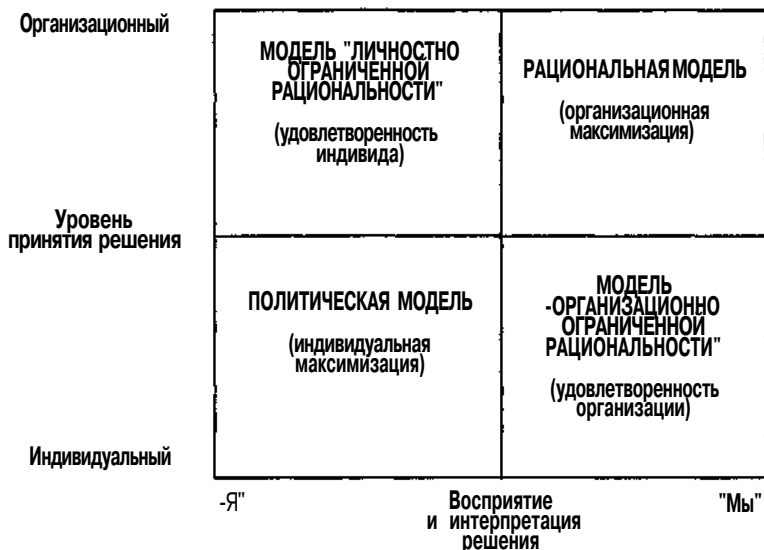 Организационный
МОДЕЛЬ "ЛИЧНОСТНО
ОГРАНИЧЕННОЙ
РАЦИОНАЛЬНОСТИ"
(удовлетворенность
индивида)
РАЦИОНАЛЬНАЯ МОДЕЛЬ
(организационная
максимизация)
Уровень
принятия решения
ПОЛИТИЧЕСКАЯ МОДЕЛЬ
(индивидуальная
максимизация)
МОДЕЛЬ
-ОРГАНИЗАЦИОННО
ОГРАНИЧЕННОЙ
РАЦИОНАЛЬНОСТИ"
(удовлетворенность
организации)
Индивидуальный
-Я"
Восприятие
и интерпретация
решения
"Мы"